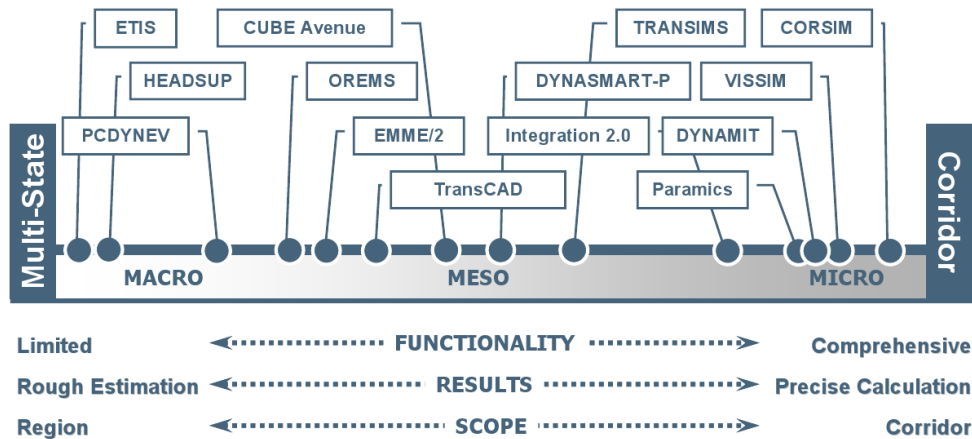 ETIS
CUBE Avenue
TRANSIMS
CORSIM
HEADSUP
OREMS
DYNASMART-P
VISSIM
PCDYNEV
EMME/2
Integration 2.0
DYNAMIT
TransCAD
Paramics
Multi-State
Corridor
MACRO
MESO
MICRO
Limited
FUNCTIONALITY
Comprehensive
Rough Estimation
RESULTS
Precise Calculation
Region
SCOPE
Corridor